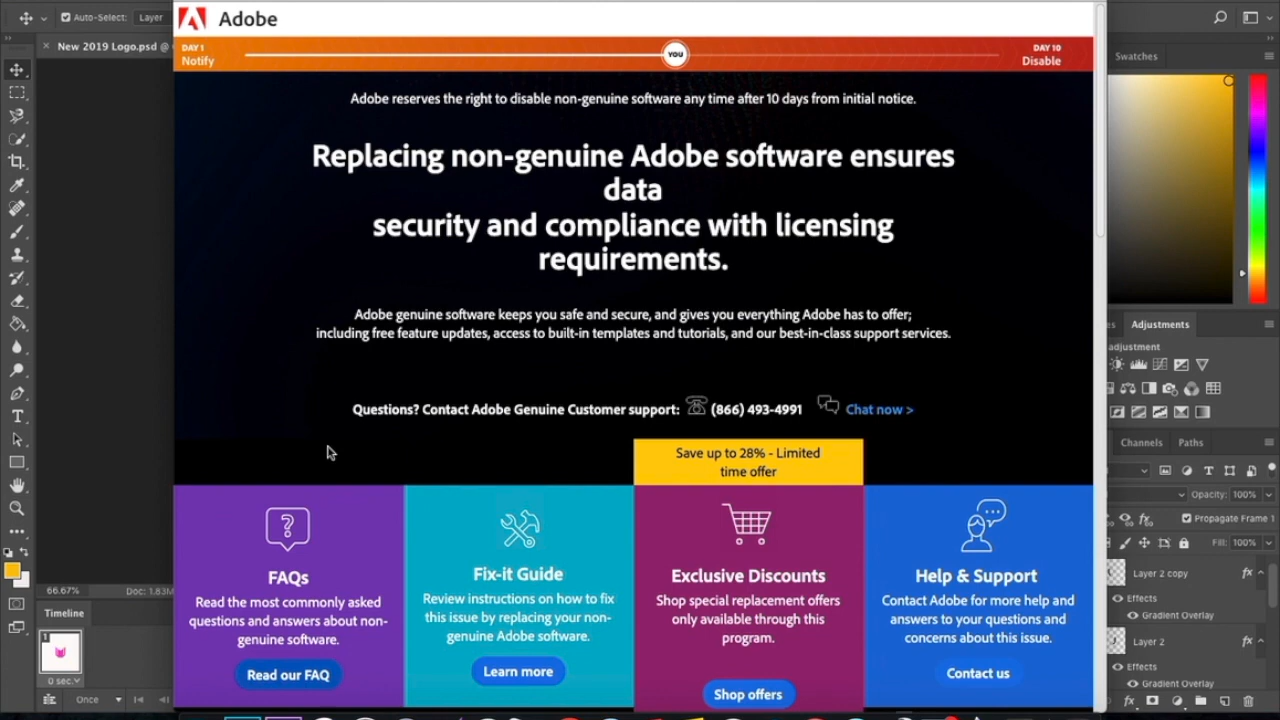 Auto-Select: Layer
Adobe
New 2019 Logo.psd @
DAY 1
Notify
YOU
DAY 10
Disable
Swatches
Adobe reserves the right to disable non-genuine software any time after 10 days from initial notice.
Replacing non-genuine Adobe software ensures
data
security and compliance with licensing
requirements.
Adobe genuine software keeps you safe and secure, and gives you everything Adobe has to offer;
including free feature updates, access to built-in templates and tutorials, and our best-in-class support services.
Questions? Contact Adobe Genuine Customer support: (866) 493-4991 Chat now >
Save up to 28% - Limited
time offer
FAQs
Read the most commonly asked
questions and answers about non-
genuine software.
Read our FAQ
Fix-it Guide
Review instructions on how to fix
this issue by replacing your non-
genuine Adobe software.
Learn more
Exclusive Discounts
Shop special replacement offers
only available through this
program.
Shop offers
Help & Support
Contact Adobe for more help and
answers to your questions and
concerns about this issue.
Contact us
Adjustments
adjustment
Channels Paths
Opacity: 100%
Propagate Frame 1
Fill: 100%
Layer 2 copy
fx
Effects
Gradient Overlay
Layer 2
fx
Effects
Gradient Overlay
66.67% Doc: 1.83M
Timeline
1
0 sec.
Once